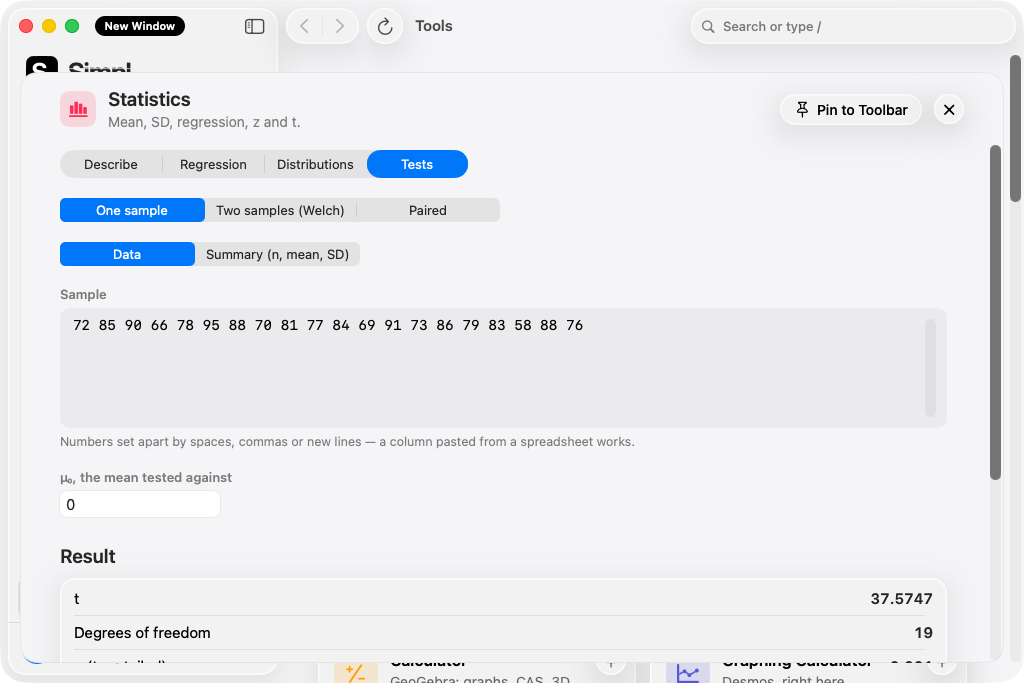 New Window
Tools
Search or type /
Simpl
Statistics
Mean, SD, regression, z and t.
Pin to Toolbar
Describe
Regression
Distributions
Tests
One sample
Two samples (Welch)
Paired
Data
Summary (n, mean, SD)
Sample
72 85 90 66 78 95 88 70 81 77 84 69 91 73 86 79 83 58 88 76
Numbers set apart by spaces, commas or new lines — a column pasted from a spreadsheet works.
μ₀, the mean tested against
0
Result
t
37.5747
Degrees of freedom
19
Calculator
GeoGebra: graphs, CAS, 3D
Graphing Calculator
Desmos, right here